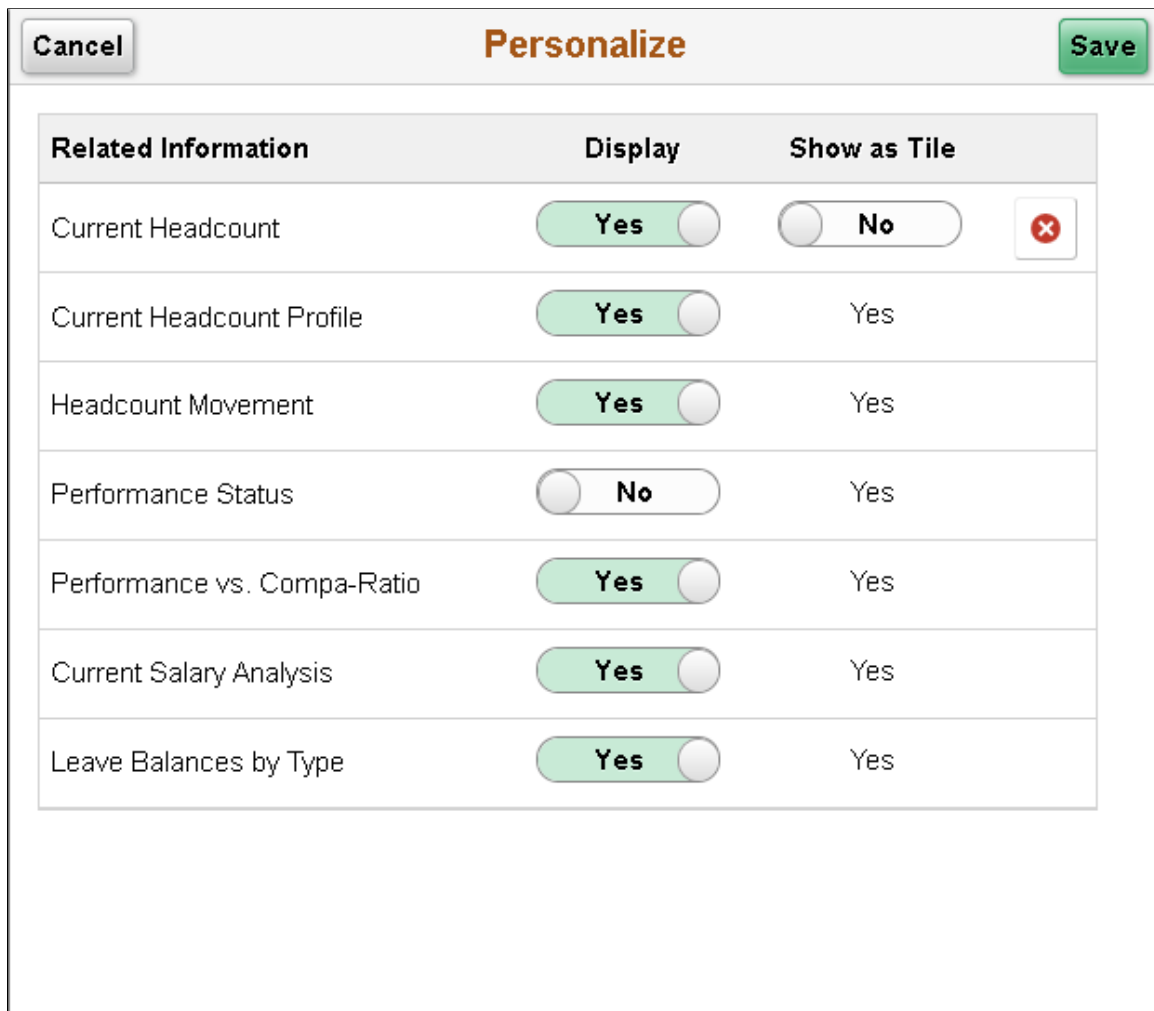 Cancel Personalize Save
Related Information Display Show as Tile
Current Headcount Yes No
Current Headcount Profile Yes Yes
Headcount Movement Yes Yes
Performance Status No Yes
Performance vs. Compa-Ratio Yes Yes
Current Salary Analysis Yes Yes
Leave Balances by Type Yes Yes